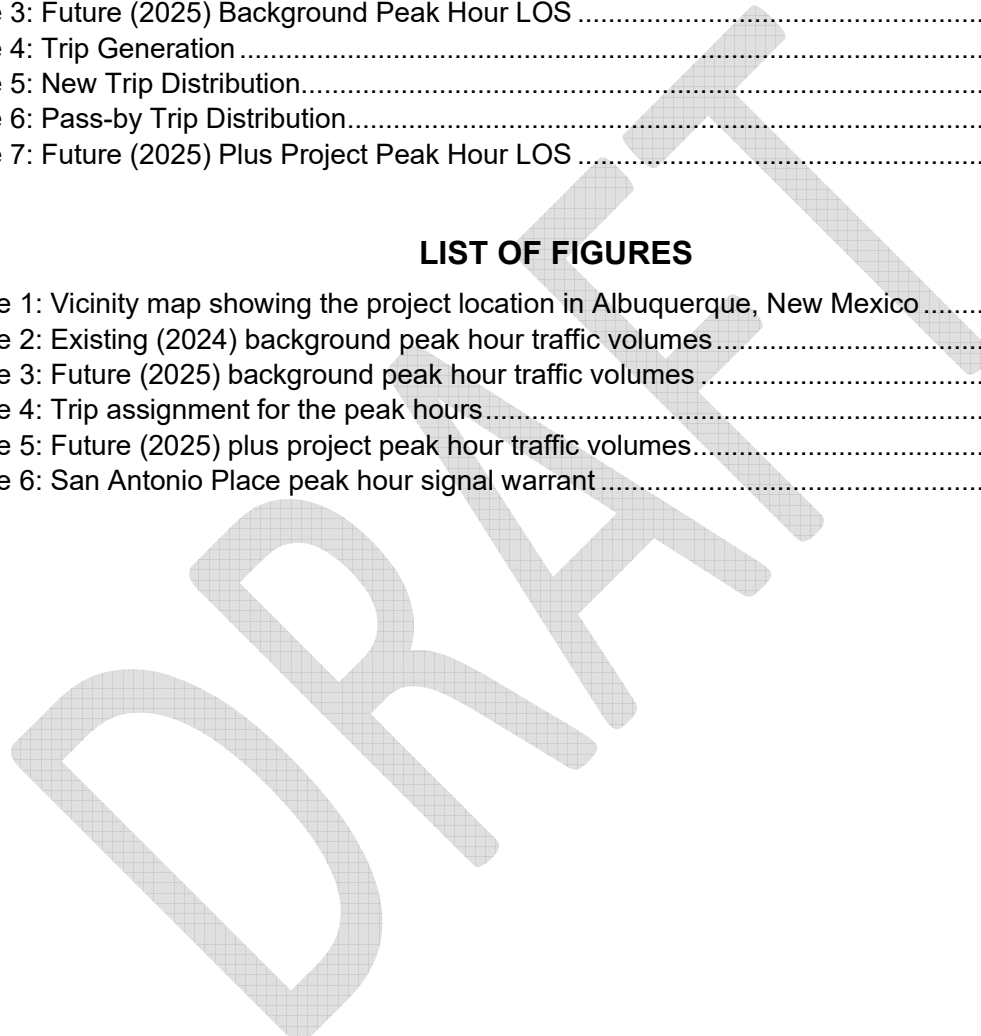 e 3: Future (2025) Background Peak Hour LOS ................................................
e 4: Trip Generation ................................................
e 5: New Trip Distribution................................................
e 6: Pass-by Trip Distribution................................................
e 7: Future (2025) Plus Project Peak Hour LOS ................................................
LIST OF FIGURES
e 1: Vicinity map showing the project location in Albuquerque, New Mexico ........
e 2: Existing (2024) background peak hour traffic volumes ................................
e 3: Future (2025) background peak hour traffic volumes ................................
e 4: Trip assignment for the peak hours................................................
e 5: Future (2025) plus project peak hour traffic volumes................................
e 6: San Antonio Place peak hour signal warrant ................................................
DRAFT